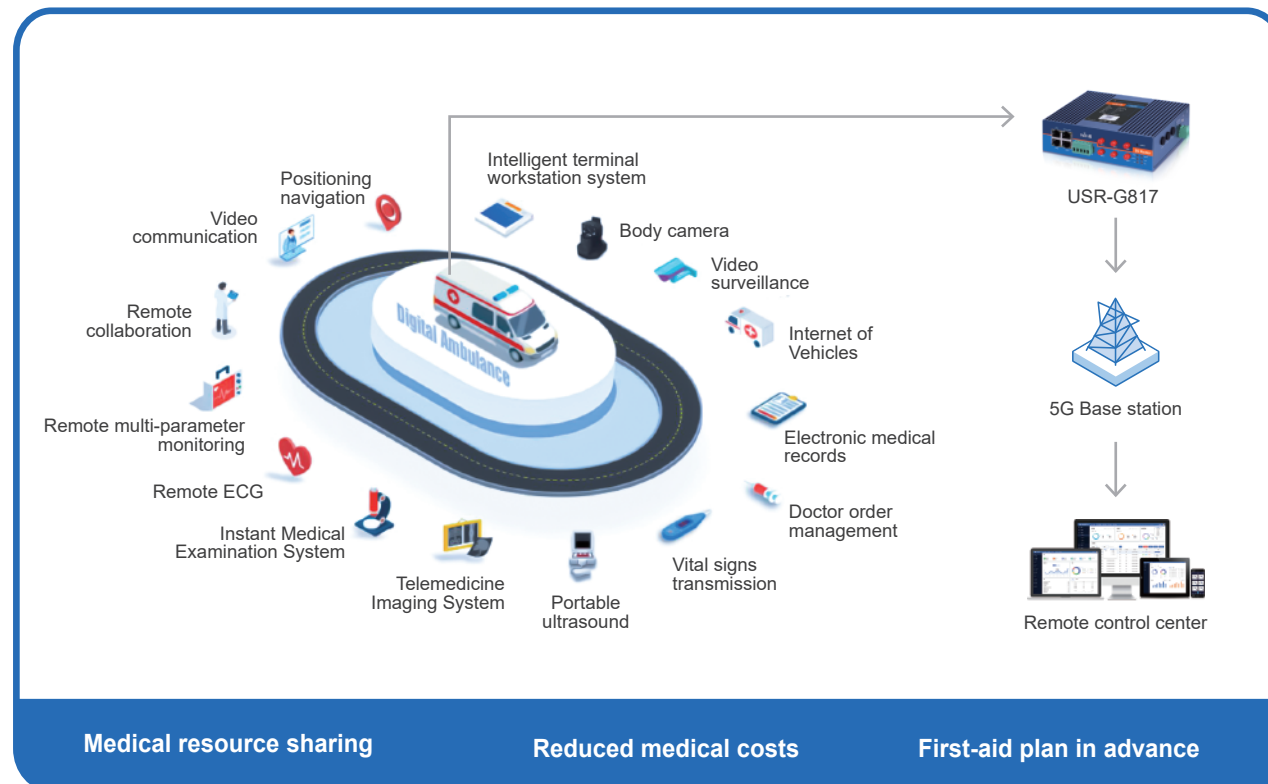 Intelligent terminal
workstation system
Positioning
navigation
USR-G817
Video
communication
Body camera
Video
surveillance
Remote
collaboration
Digital Ambulance
Internet of
Vehicles
5G Base station
Remote multi-parameter
monitoring
Electronic medical
records
Remote ECG
Doctor order
management
Instant Medical
Examination System
Vital signs
transmission
Telemedicine
Imaging System
Portable
ultrasound
Remote control center
Medical resource sharing
Reduced medical costs
First-aid plan in advance